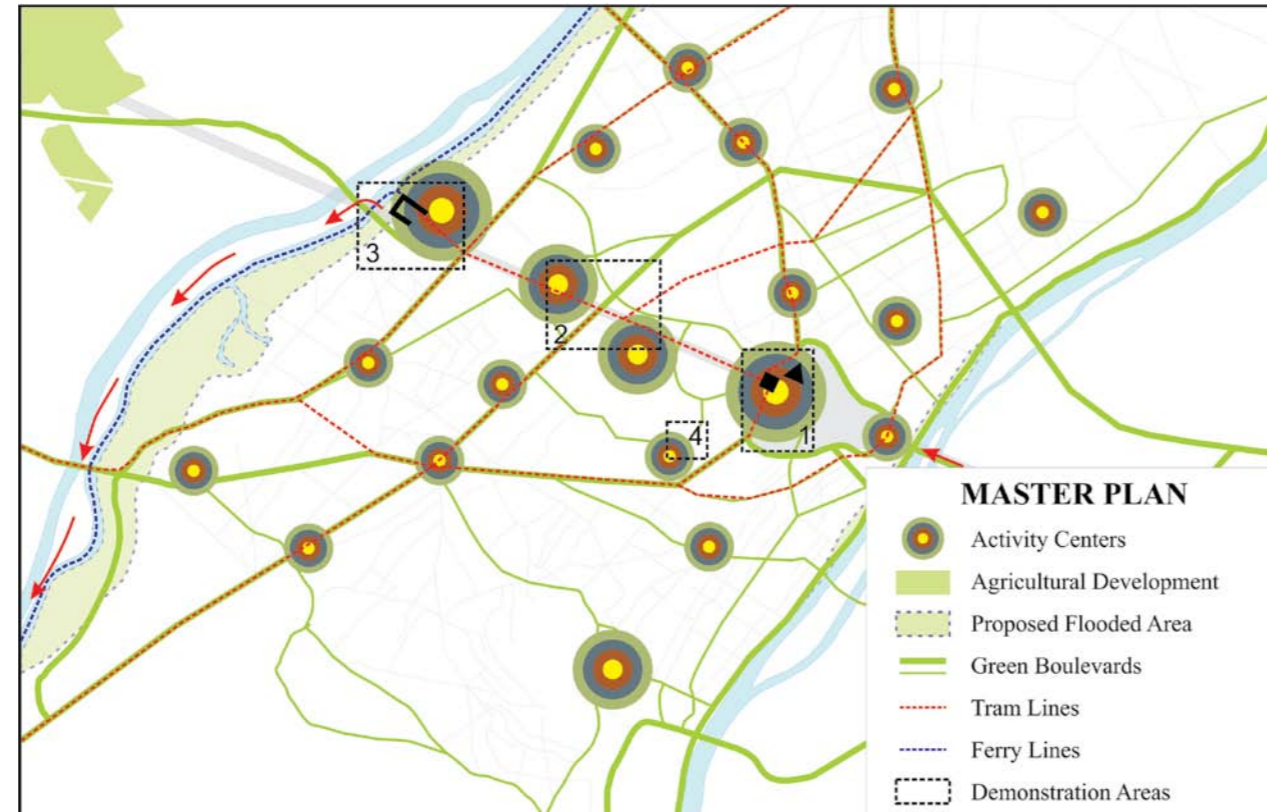 3
2
4
1
MASTER PLAN
Activity Centers
Agricultural Development
Proposed Flooded Area
Green Boulevards
Tram Lines
Ferry Lines
Demonstration Areas